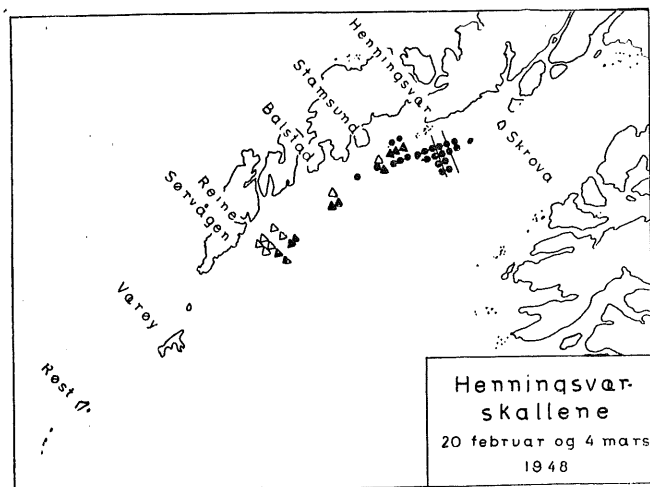 Henningsvær
Stamsund
Balstad
Reine
Sørvågen
Skrova
Værøy
Røst
Henningsvær-
skallene
20 februar og 4 mars
1948